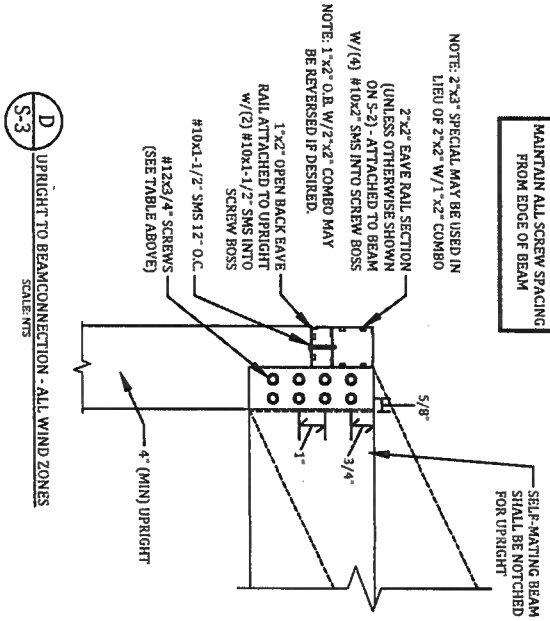 MAINTAIN ALL SCREW SPACING
FROM EDGE OF BEAM
NOTE: 2"x3" SPECIAL MAY BE USED IN
LIEU OF 2"x2" W/1"x2" COMBO
2"x2" EAVE RAIL SECTION
(UNLESS OTHERWISE SHOWN
ON S-2) - ATTACHED TO BEAM
W/(4) #10x2" SMS INTO SCREW BOSS
NOTE: 1"x2" O.B. W/2"x2" COMBO MAY
BE REVERSED IF DESIRED.
1"x2" OPEN BACK EAVE
RAIL ATTACHED TO UPRIGHT
w/(2) #10x1-1/2" SMS INTO
SCREW BOSS
#10x1-1/2" SMS 12" O.C.
#12x3/4" SCREWS
(SEE TABLE ABOVE)
5/8"
3/4"
1"
SELF-MATING BEAM
SHALL BE NOTCHED
FOR UPRIGHT
4" (MIN) UPRIGHT
D
S-3
UPRIGHT TO BEAMCONNECTION - ALL WIND ZONES
SCALE: NTS